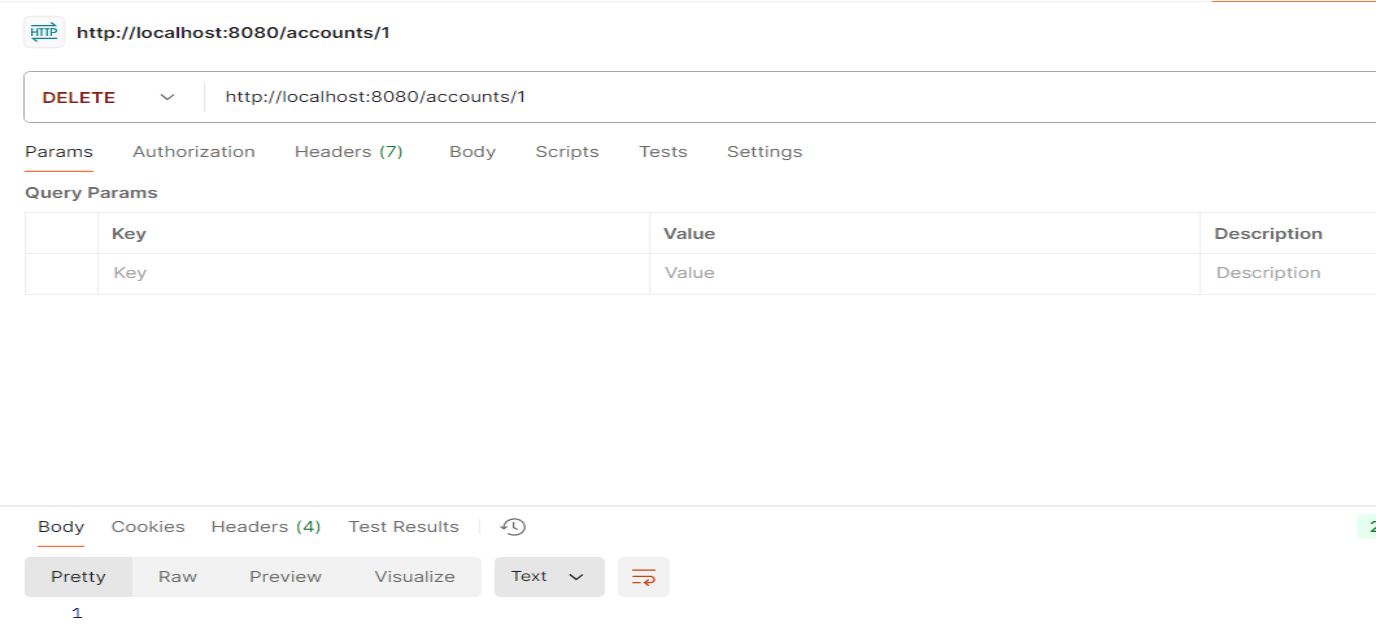 HTTP http://localhost:8080/accounts/1
DELETE http://localhost:8080/accounts/1
Params Authorization Headers (7) Body Scripts Tests Settings
Query Params
Key Value Description
Key Value Description
Body Cookies Headers (4) Test Results 2
Pretty Raw Preview Visualize Text
1